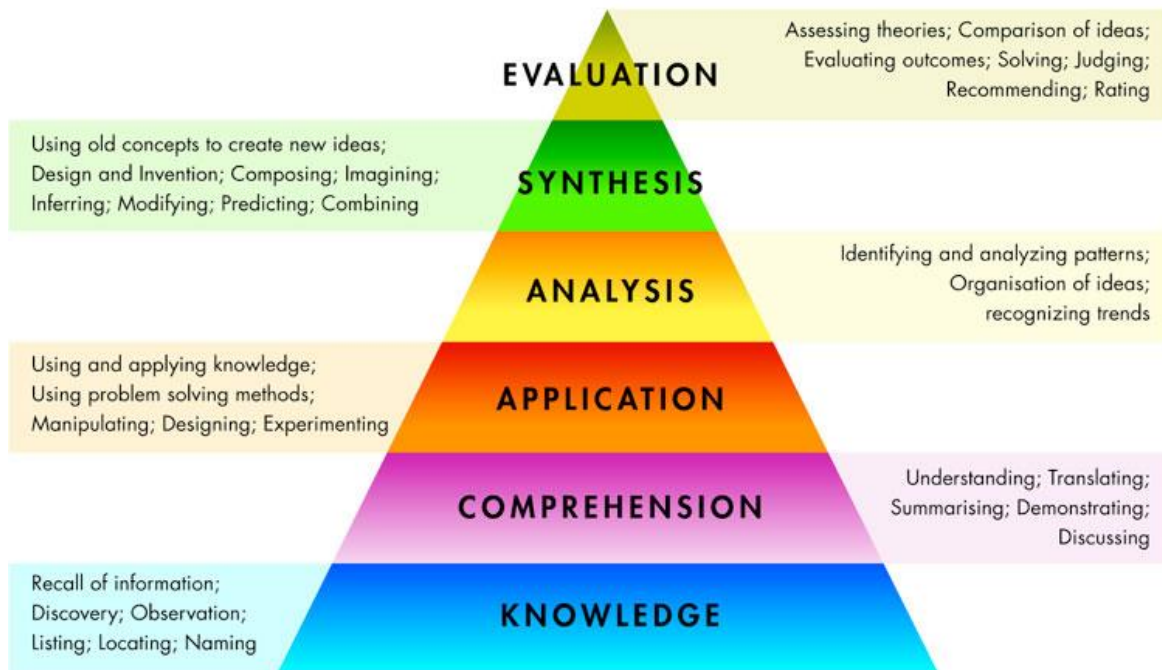 EVALUATION
Assessing theories; Comparison of ideas;
Evaluating outcomes; Solving; Judging;
Recommending; Rating
Using old concepts to create new ideas;
Design and Invention; Composing; Imagining;
Inferring; Modifying; Predicting; Combining
SYNTHESIS
ANALYSIS
Identifying and analyzing patterns;
Organisation of ideas;
recognizing trends
Using and applying knowledge;
Using problem solving methods;
Manipulating; Designing; Experimenting
APPLICATION
COMPREHENSION
Understanding; Translating;
Summarising; Demonstrating;
Discussing
Recall of information;
Discovery; Observation;
Listing; Locating; Naming
KNOWLEDGE